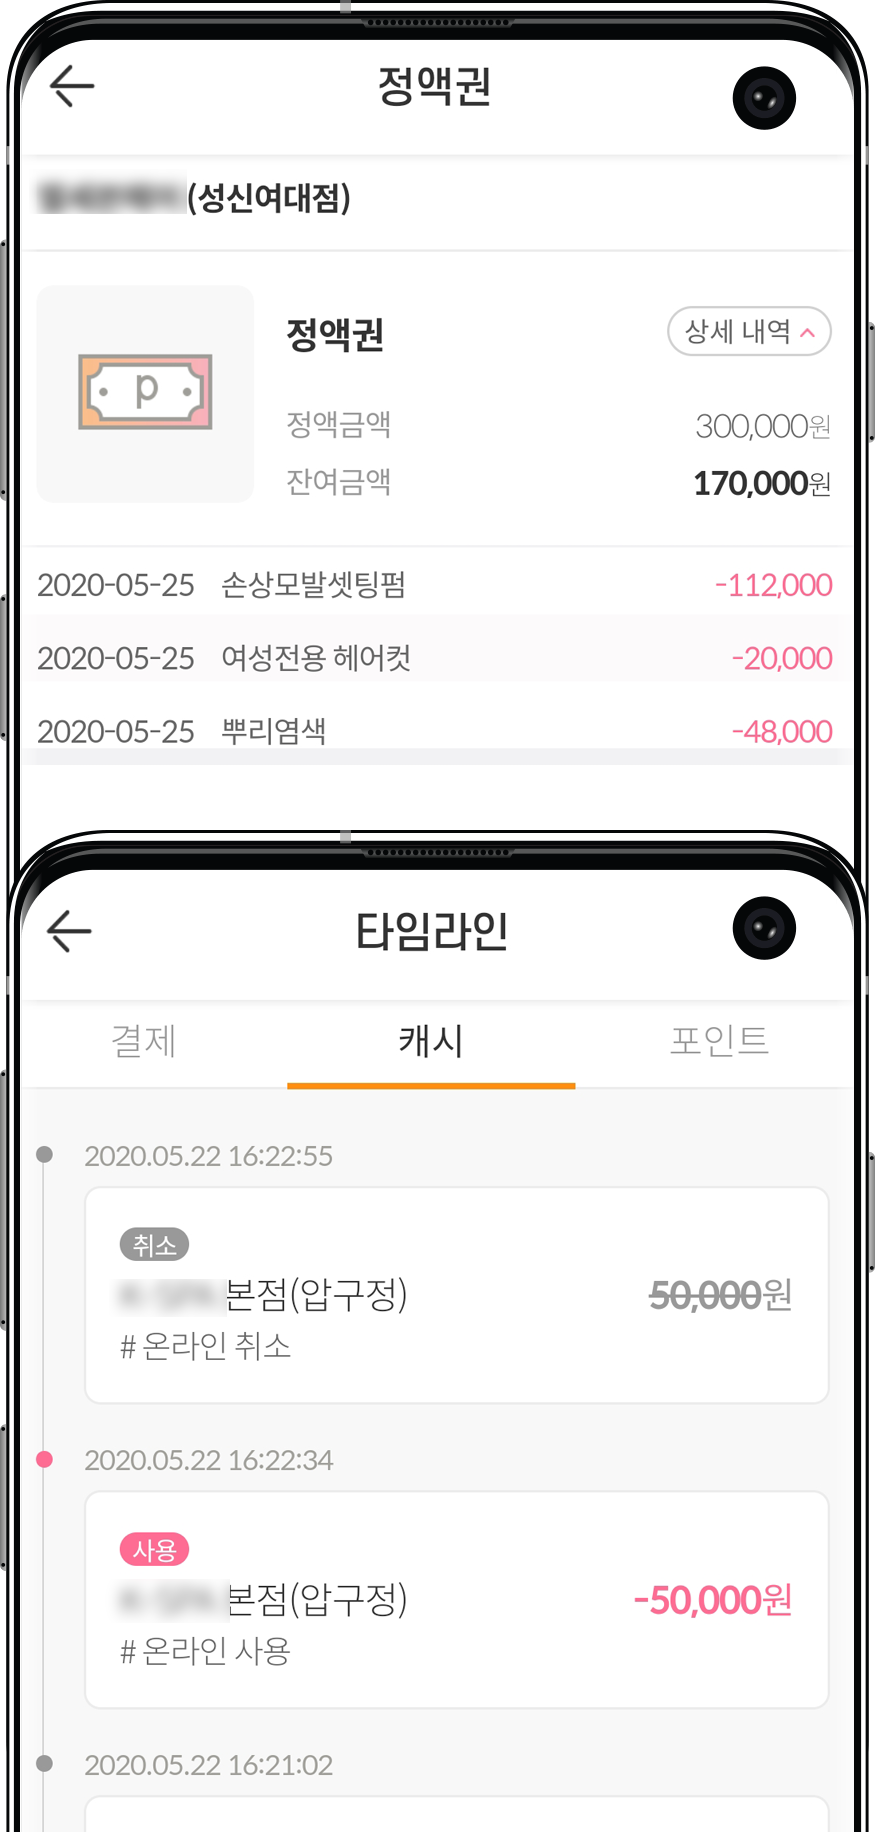 정액권
(성신여대점)
p
정액권
상세 내역
정액금액 300,000원
잔여금액 170,000원
2020-05-25 손상모발셋팅펌 -112,000
2020-05-25 여성전용 헤어컷 -20,000
2020-05-25 뿌리염색 -48,000
타임라인
결제 캐시 포인트
2020.05.22 16:22:55
취소
본점(압구정) 50,000원
# 온라인 취소
2020.05.22 16:22:34
사용
본점(압구정) -50,000원
# 온라인 사용
2020.05.22 16:21:02